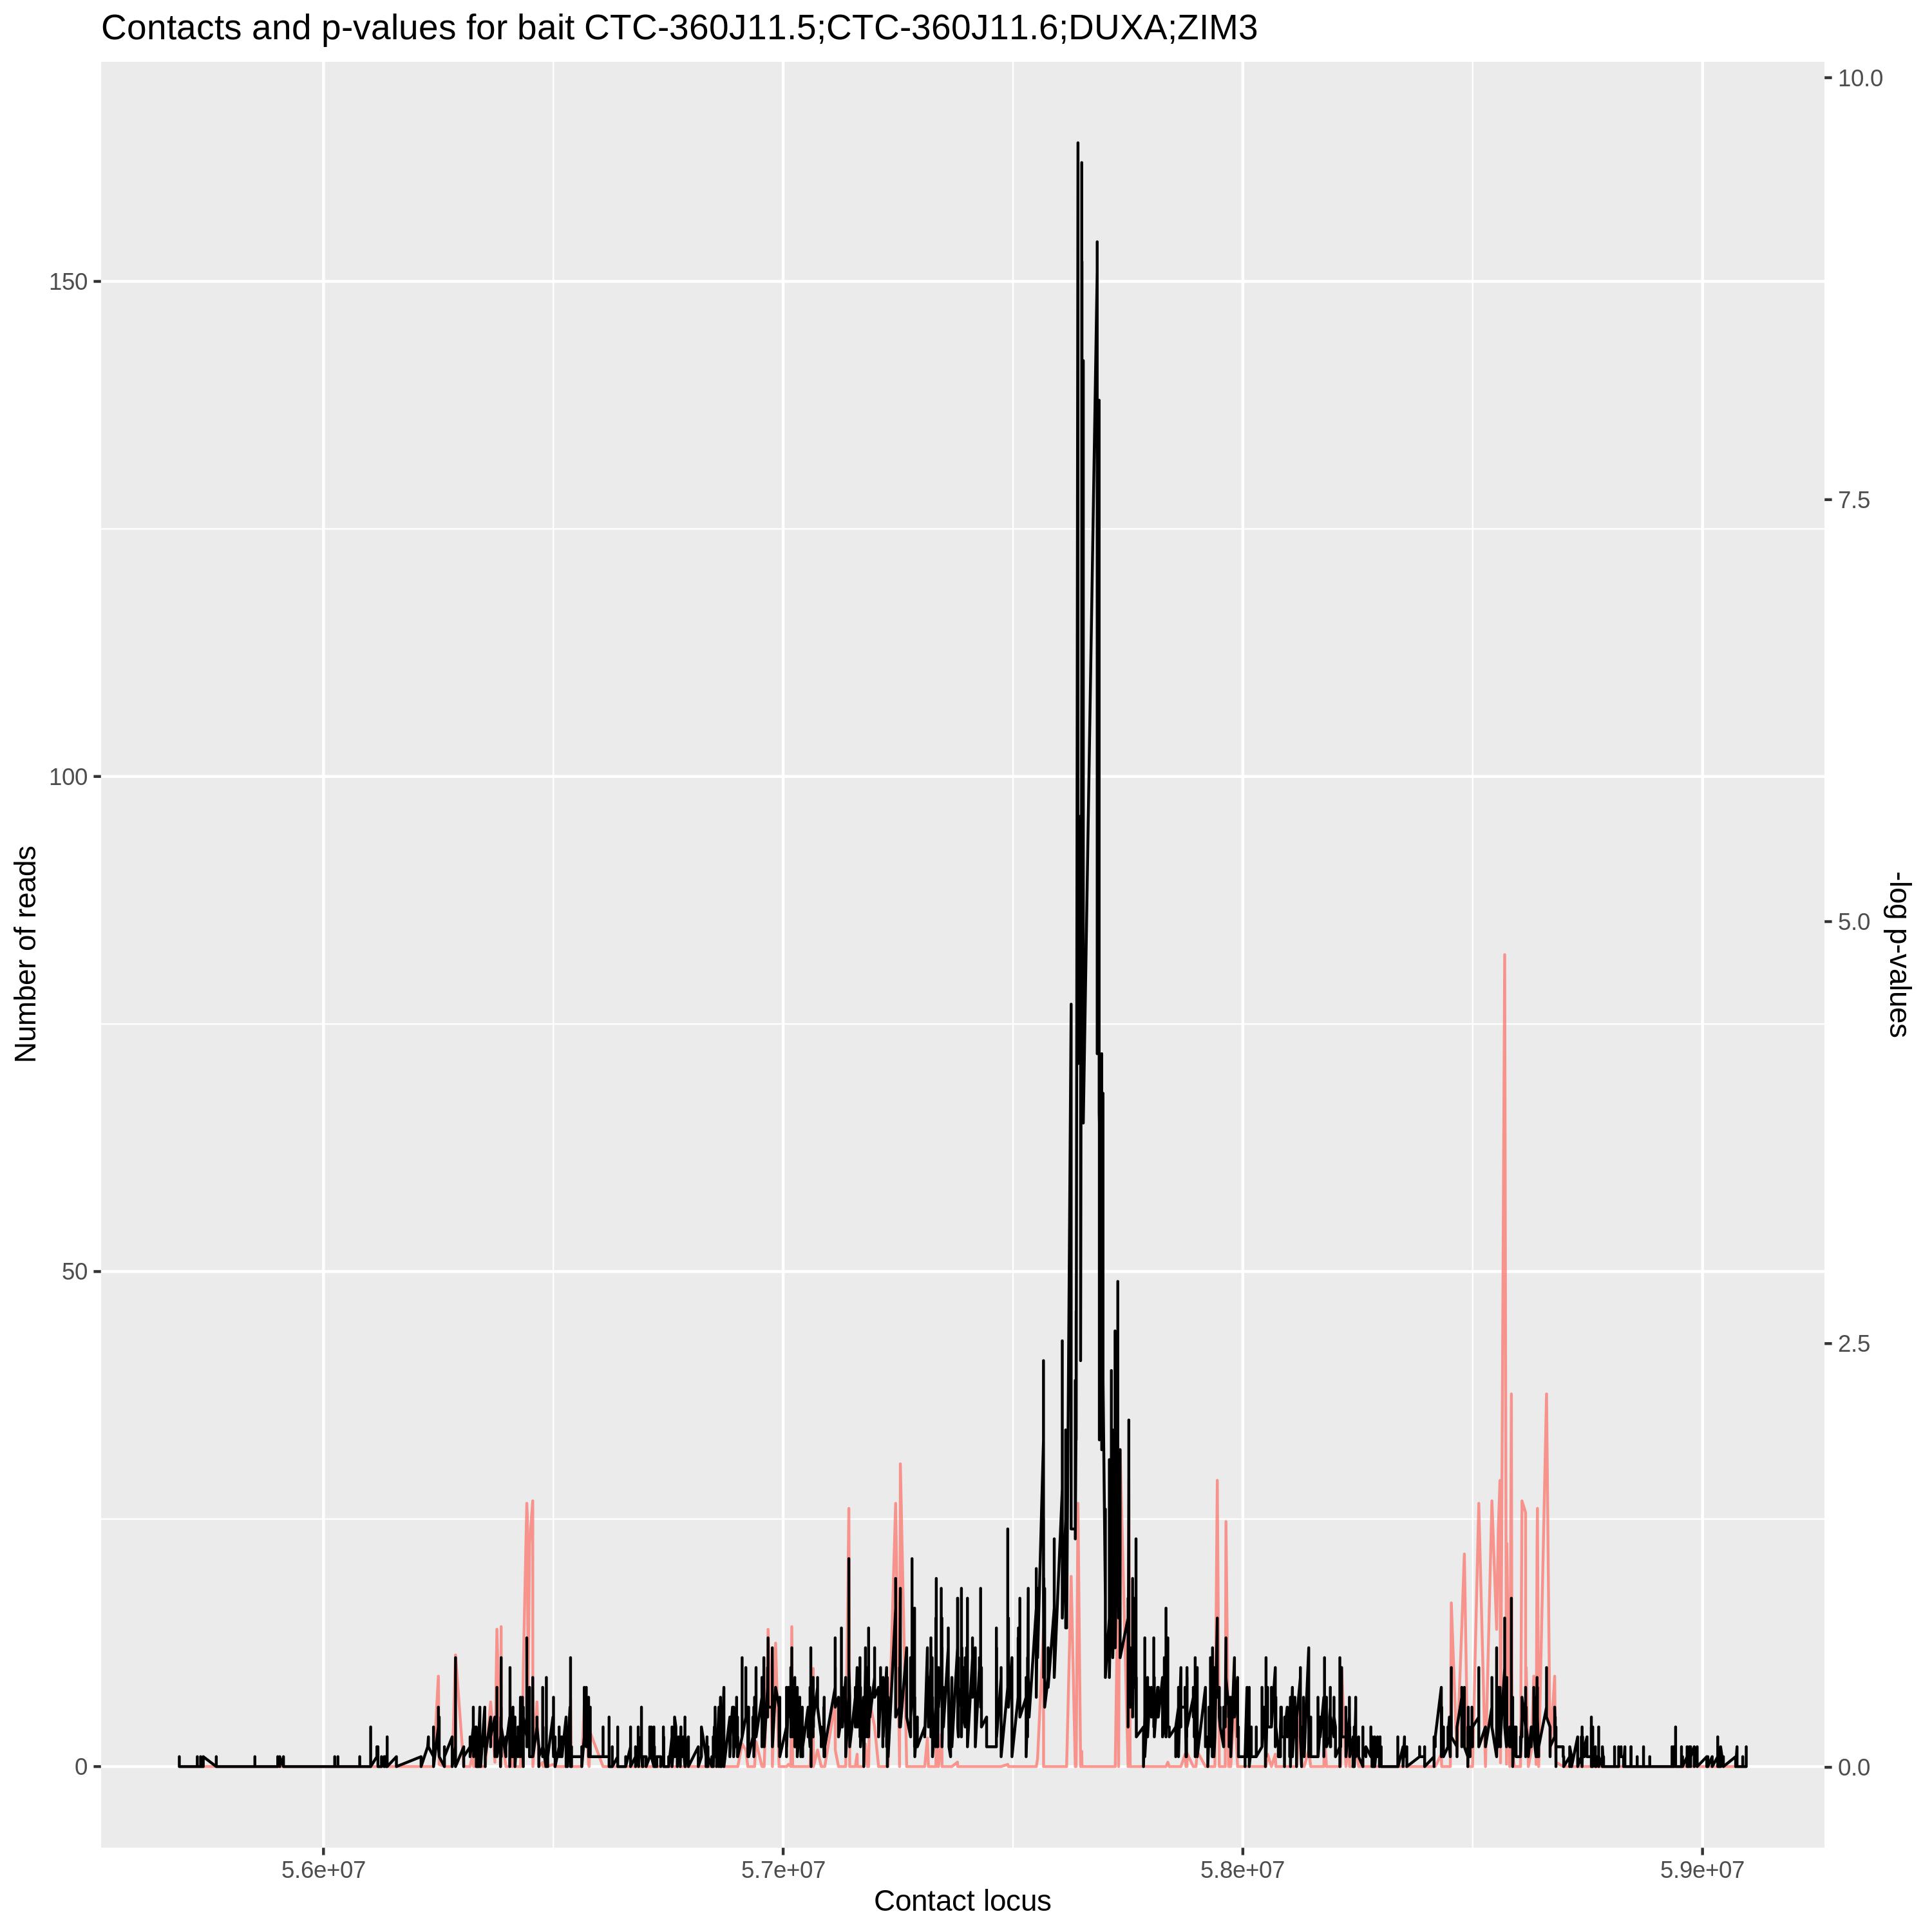 Contacts and p-values for bait CTC-360J11.5;CTC-360J11.6;DUXA;ZIM3
10.0
150
7.5
100
5.0
Number of reads
-log p-values
50
2.5
0
0.0
5.6e+07
5.7e+07
5.8e+07
5.9e+07
Contact locus